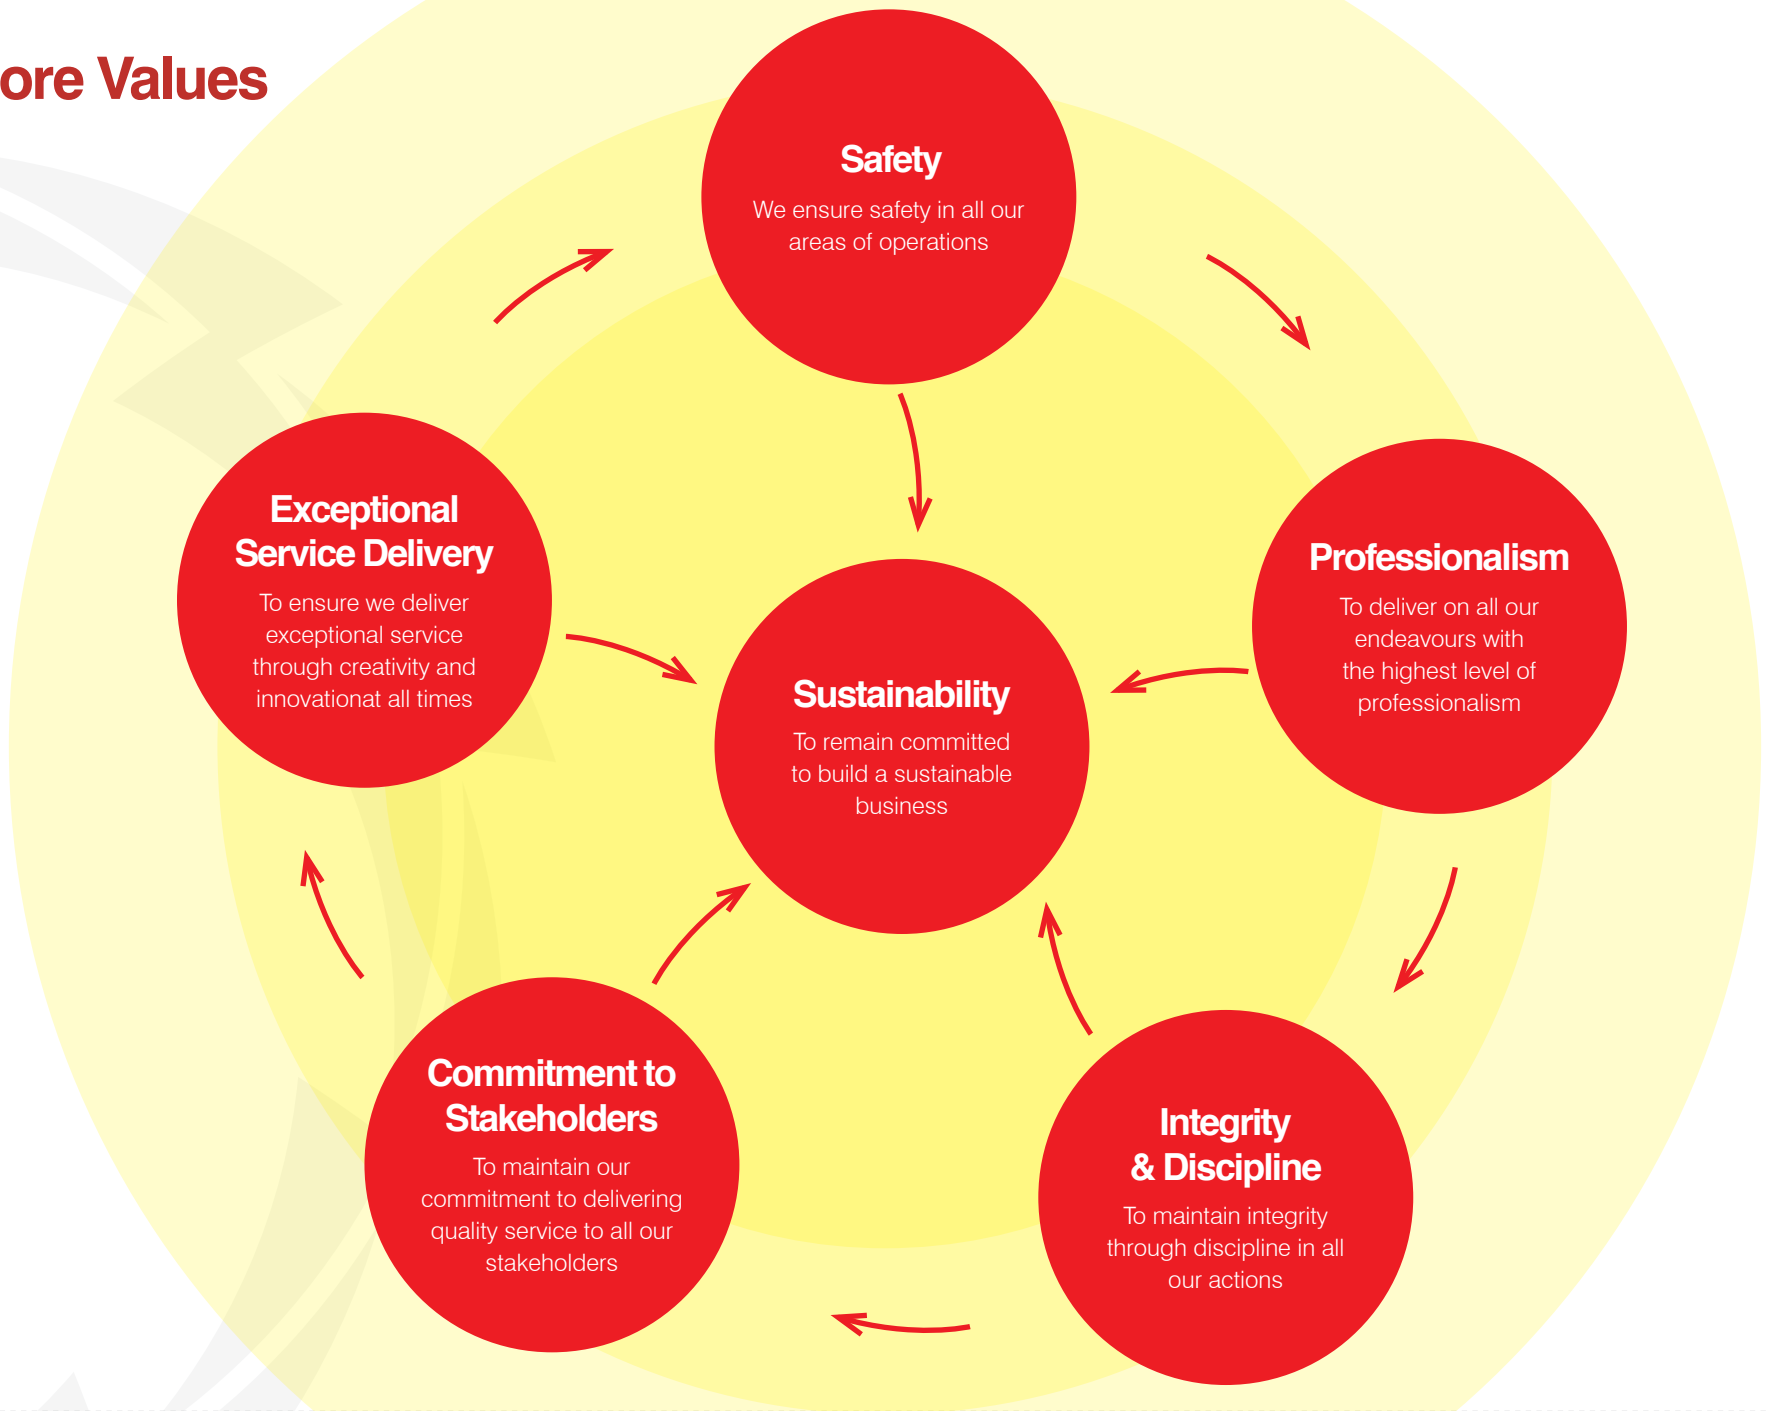 ore Values
Safety
We ensure safety in all our
areas of operations
Exceptional
Service Delivery
To ensure we deliver
exceptional service
through creativity and
innovationat all times
Professionalism
To deliver on all our
endeavours with
the highest level of
professionalism
Sustainability
To remain committed
to build a sustainable
business
Commitment to
Stakeholders
To maintain our
commitment to delivering
quality service to all our
stakeholders
Integrity
& Discipline
To maintain integrity
through discipline in all
our actions